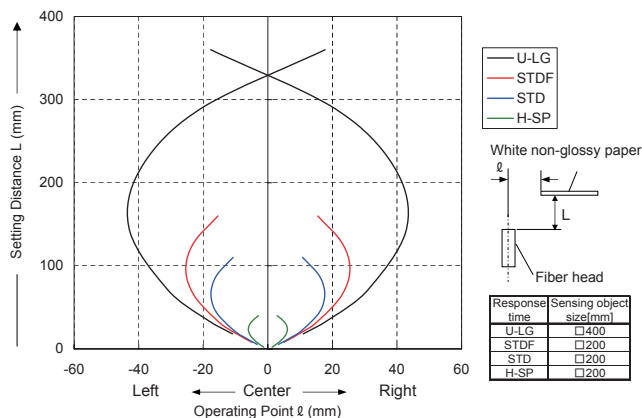 400
300
200
100
0
Setting Distance L (mm)
-60 -40 -20 0 20 40 60
Left Center Right
Operating Point ℓ (mm)
U-LG
STDF
STD
H-SP
White non-glossy paper
ℓ
L
Fiber head
Response time Sensing object size[mm]
U-LG □400
STDF □200
STD □200
H-SP □200